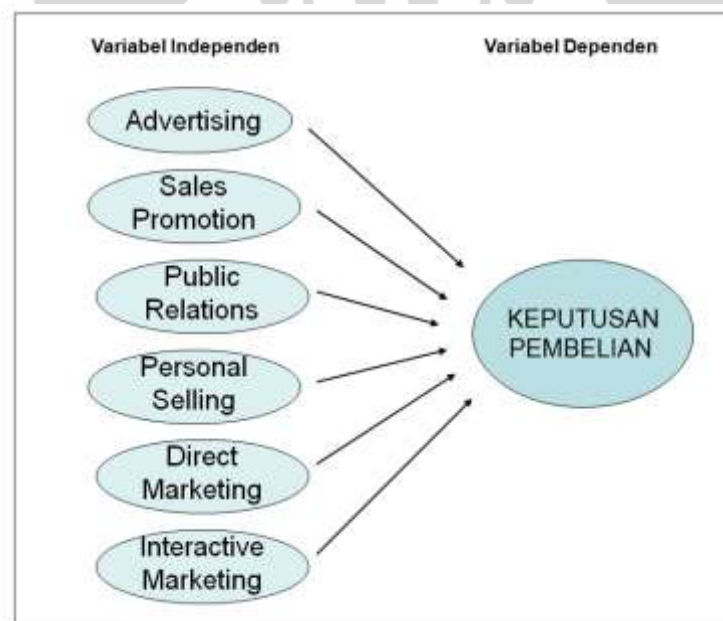 Variabel Independen
Variabel Dependen
Advertising
Sales
Promotion
Public
Relations
Personal
Selling
Direct
Marketing
Interactive
Marketing
KEPUTUSAN
PEMBELIAN